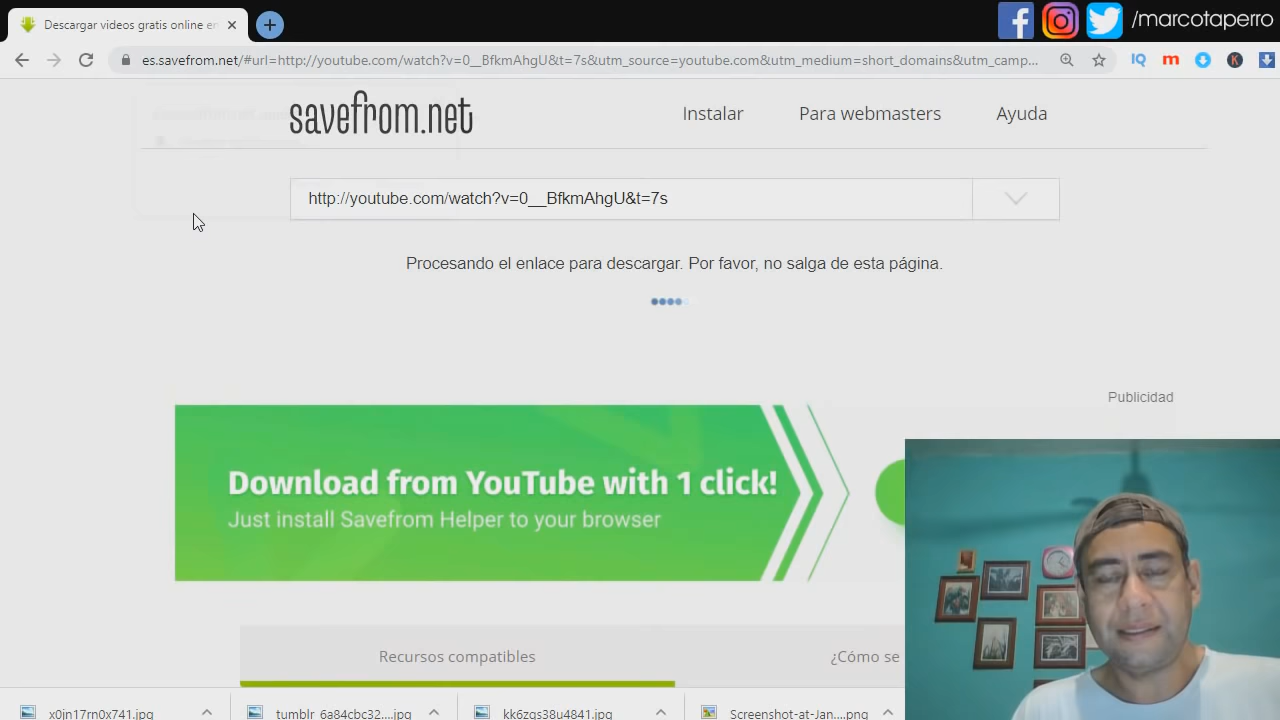 Descargar videos gratis online en
/marcotaperro
es.savefrom.net/#url=http://youtube.com/watch?v=0__BfkmAhgU&t=7s&utm_source=youtube.com&utm_medium=short_domains&utm_camp...
IQ
m
K
savefrom.net
Instalar
Para webmasters
Ayuda
http://youtube.com/watch?v=0__BfkmAhgU&t=7s
Procesando el enlace para descargar. Por favor, no salga de esta página.
Publicidad
Download from YouTube with 1 click!
Just install Savefrom Helper to your browser
Recursos compatibles
¿Cómo se
x0jn17rn0x741.jpg
tumblr_6a84cbc32....jpg
kk6zqs38u4841.jpg
Screenshot-at-Jan....png